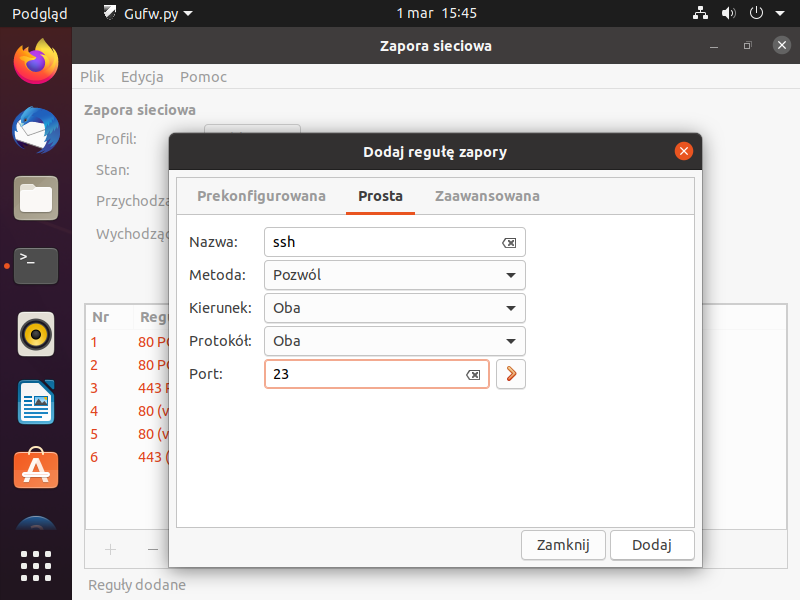 Podgląd Gufw.py 1 mar 15:45
Zapora sieciowa
Plik Edycja Pomoc
Zapora sieciowa
Profil:
Stan:
Przychodzą
Wychodząc
Dodaj regułę zapory
Prekonfigurowana Prosta Zaawansowana
Nazwa: ssh
Metoda: Pozwól
Kierunek: Oba
Protokół: Oba
Port: 23
Nr Regu
1 80
2 80
3 443
4 80 (v
5 80 (v
6 443 (
Zamknij Dodaj
Reguły dodane